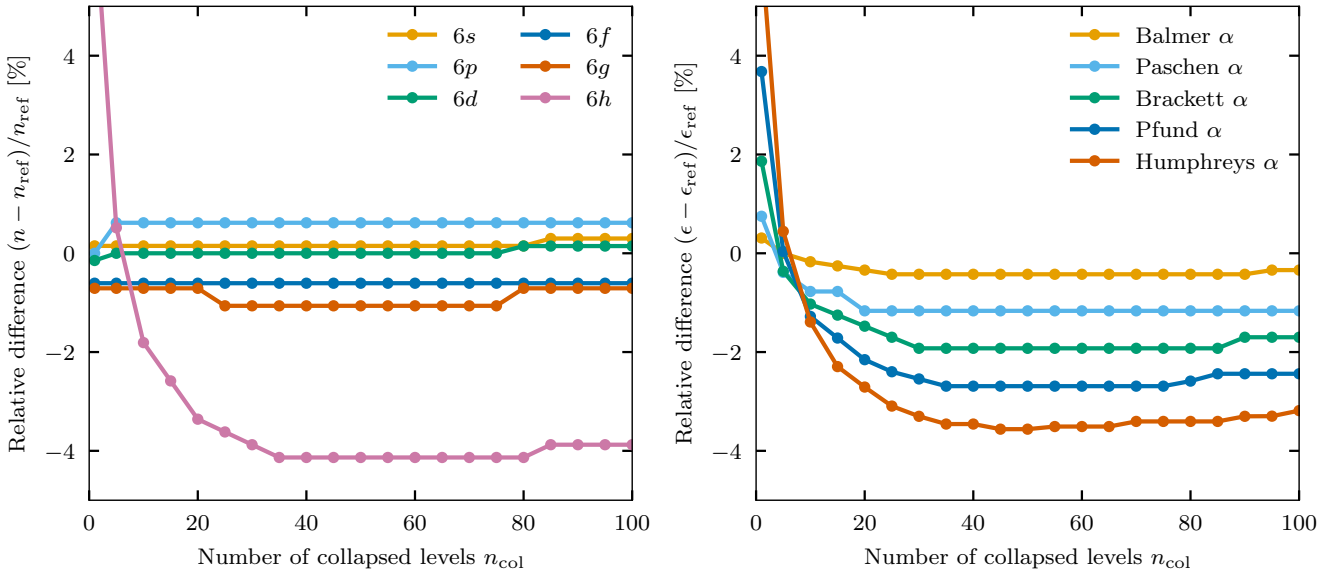 Relative difference (n − n_ref)/n_ref [%]
4
2
0
−2
−4
6s
6p
6d
6f
6g
6h
0
20
40
60
80
100
Number of collapsed levels n_col
Relative difference (ϵ − ϵ_ref)/ϵ_ref [%]
4
2
0
−2
−4
Balmer α
Paschen α
Brackett α
Pfund α
Humphreys α
0
20
40
60
80
100
Number of collapsed levels n_col